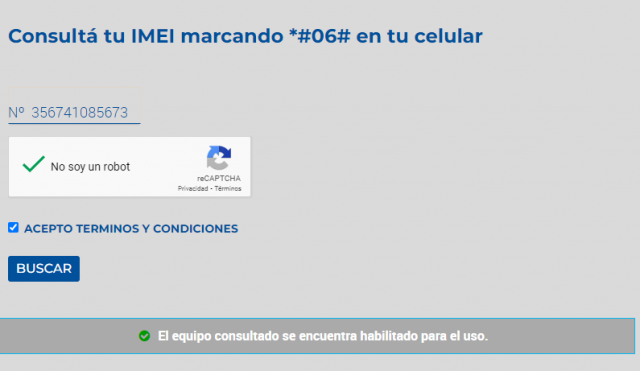 Consultá tu IMEI marcando *#06# en tu celular
Nº 356741085673
No soy un robot
reCAPTCHA
Privacidad • Términos
ACEPTO TERMINOS Y CONDICIONES
BUSCAR
El equipo consultado se encuentra habilitado para el uso.